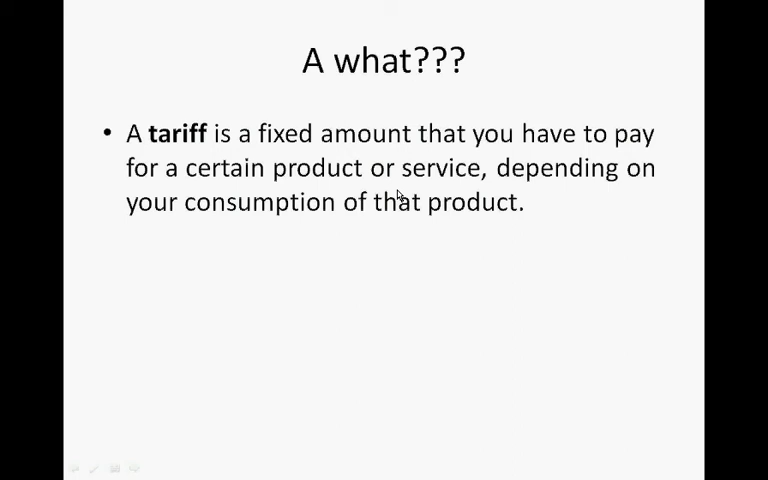 A what???
• A tariff is a fixed amount that you have to pay
for a certain product or service, depending on
your consumption of that product.